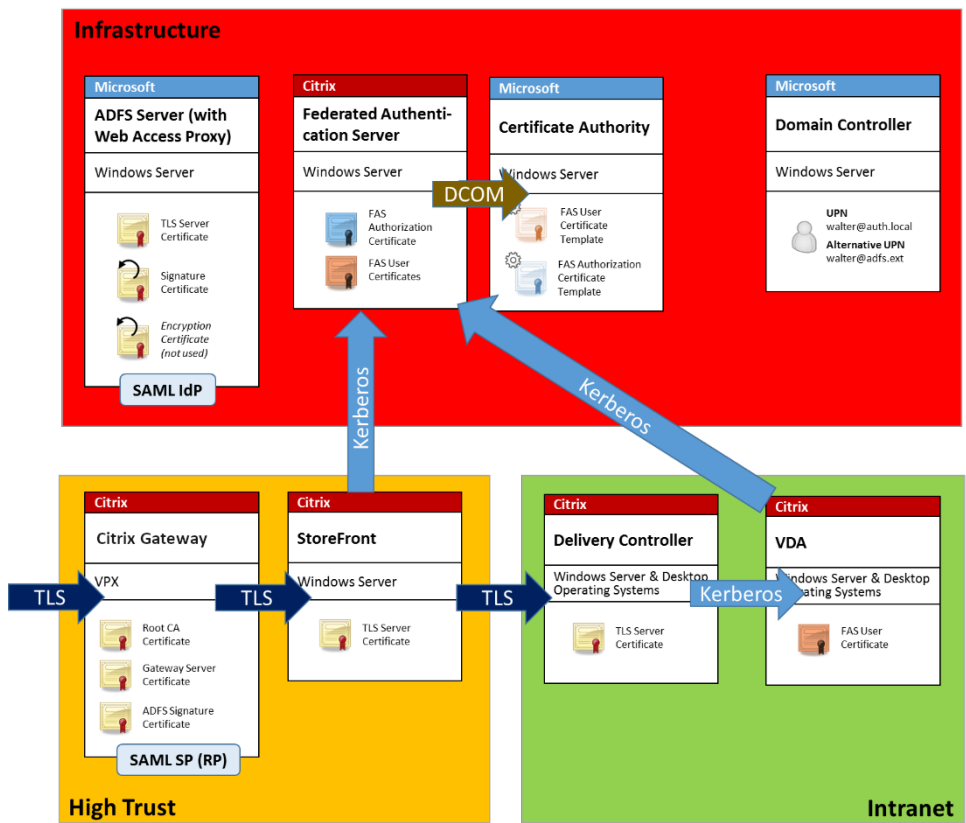 Infrastructure
Microsoft
ADFS Server (with
Web Access Proxy)
Windows Server
TLS Server
Certificate
Signature
Certificate
Encryption
Certificate
(not used)
SAML IdP
Citrix
Federated Authenti-
cation Server
Windows Server
FAS
Authorization
Certificate
FAS User
Certificates
DCOM
Microsoft
Certificate Authority
Windows Server
FAS User
Certificate
Template
FAS Authorization
Certificate
Template
Microsoft
Domain Controller
Windows Server
UPN
walter@auth.local
Alternative UPN
walter@adfs.ext
Kerberos
Kerberos
Citrix
Citrix Gateway
VPX
TLS
Root CA
Certificate
Gateway Server
Certificate
ADFS Signature
Certificate
SAML SP (RP)
TLS
Citrix
StoreFront
Windows Server
TLS Server
Certificate
High Trust
TLS
Citrix
Delivery Controller
Windows Server & Desktop
Operating Systems
TLS Server
Certificate
Kerberos
Citrix
VDA
Windows Server & Desktop
Operating Systems
FAS User
Certificate
Intranet